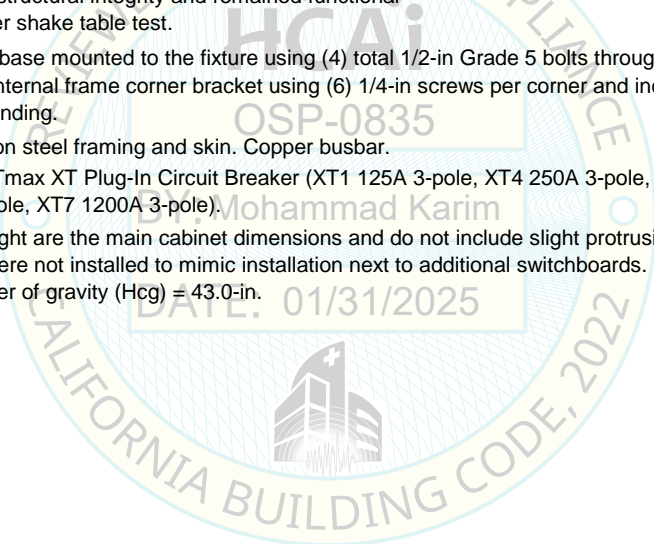 structural integrity and remained functional
er shake table test.
HCAi
base mounted to the fixture using (4) total 1/2-in Grade 5 bolts throug
nternal frame corner bracket using (6) 1/4-in screws per corner and in
nding.
OSP-0835
on steel framing and skin. Copper busbar.
Tmax XT Plug-In Circuit Breaker (XT1 125A 3-pole, XT4 250A 3-pole,
ole, XT7 1200A 3-pole).
BY: Mohammad Karim
ght are the main cabinet dimensions and do not include slight protrusi
ere not installed to mimic installation next to additional switchboards.
er of gravity (Hcg) = 43.0-in.
DATE: 01/31/2025
CALIFORNIA BUILDING CODE, 2022